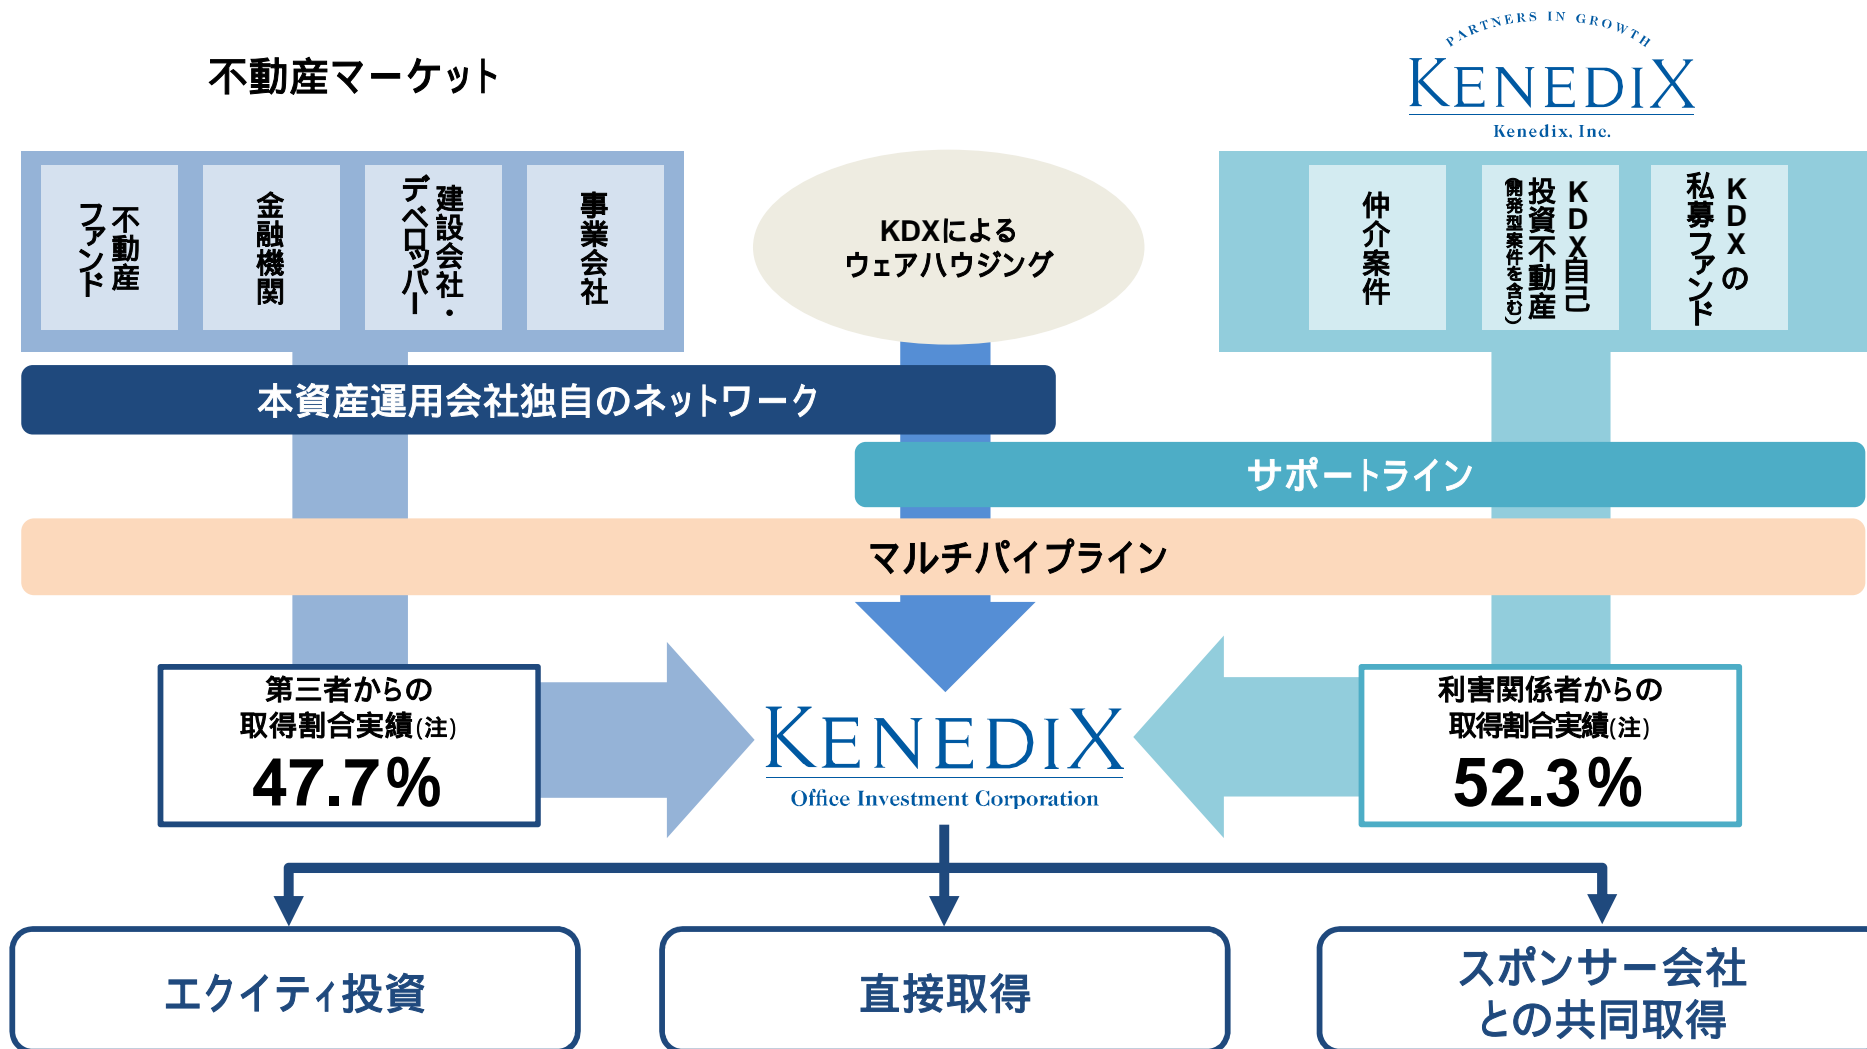 PARTNERS IN GROWTH
KENEDIX
Kenedix, Inc.
不動産マーケット
不動産
ファンド
金融機関
建設会社・
デベロッパー
事業会社
KDXによる
ウェアハウジング
仲介案件
KDX自己
投資不動産
(開発型案件を含む)
KDXの
私募ファンド
本資産運用会社独自のネットワーク
サポートライン
マルチパイプライン
第三者からの
取得割合実績(注)
47.7%
KENEDIX
Office Investment Corporation
利害関係者からの
取得割合実績(注)
52.3%
エクイティ投資
直接取得
スポンサー会社
との共同取得